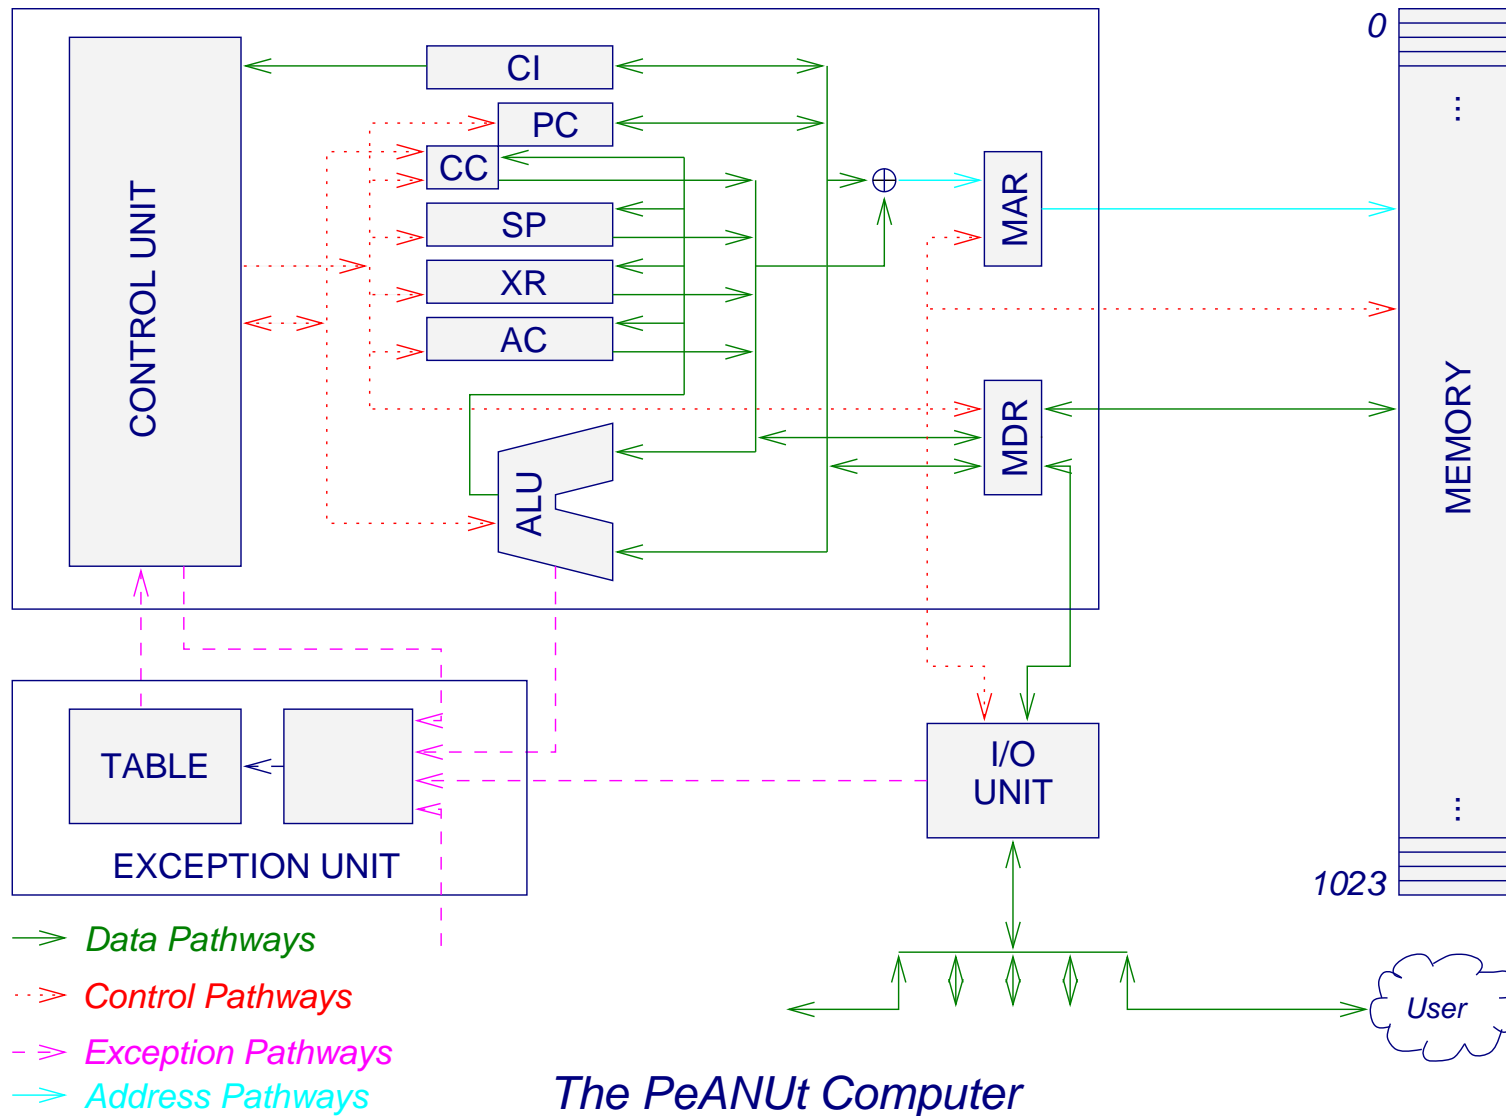 0
CI
...
PC
CC
CONTROL UNIT
MAR
SP
XR
AC
MDR
MEMORY
ALU
TABLE
I/O
UNIT
...
EXCEPTION UNIT
1023
Data Pathways
Control Pathways
User
Exception Pathways
Address Pathways
The PeANUt Computer